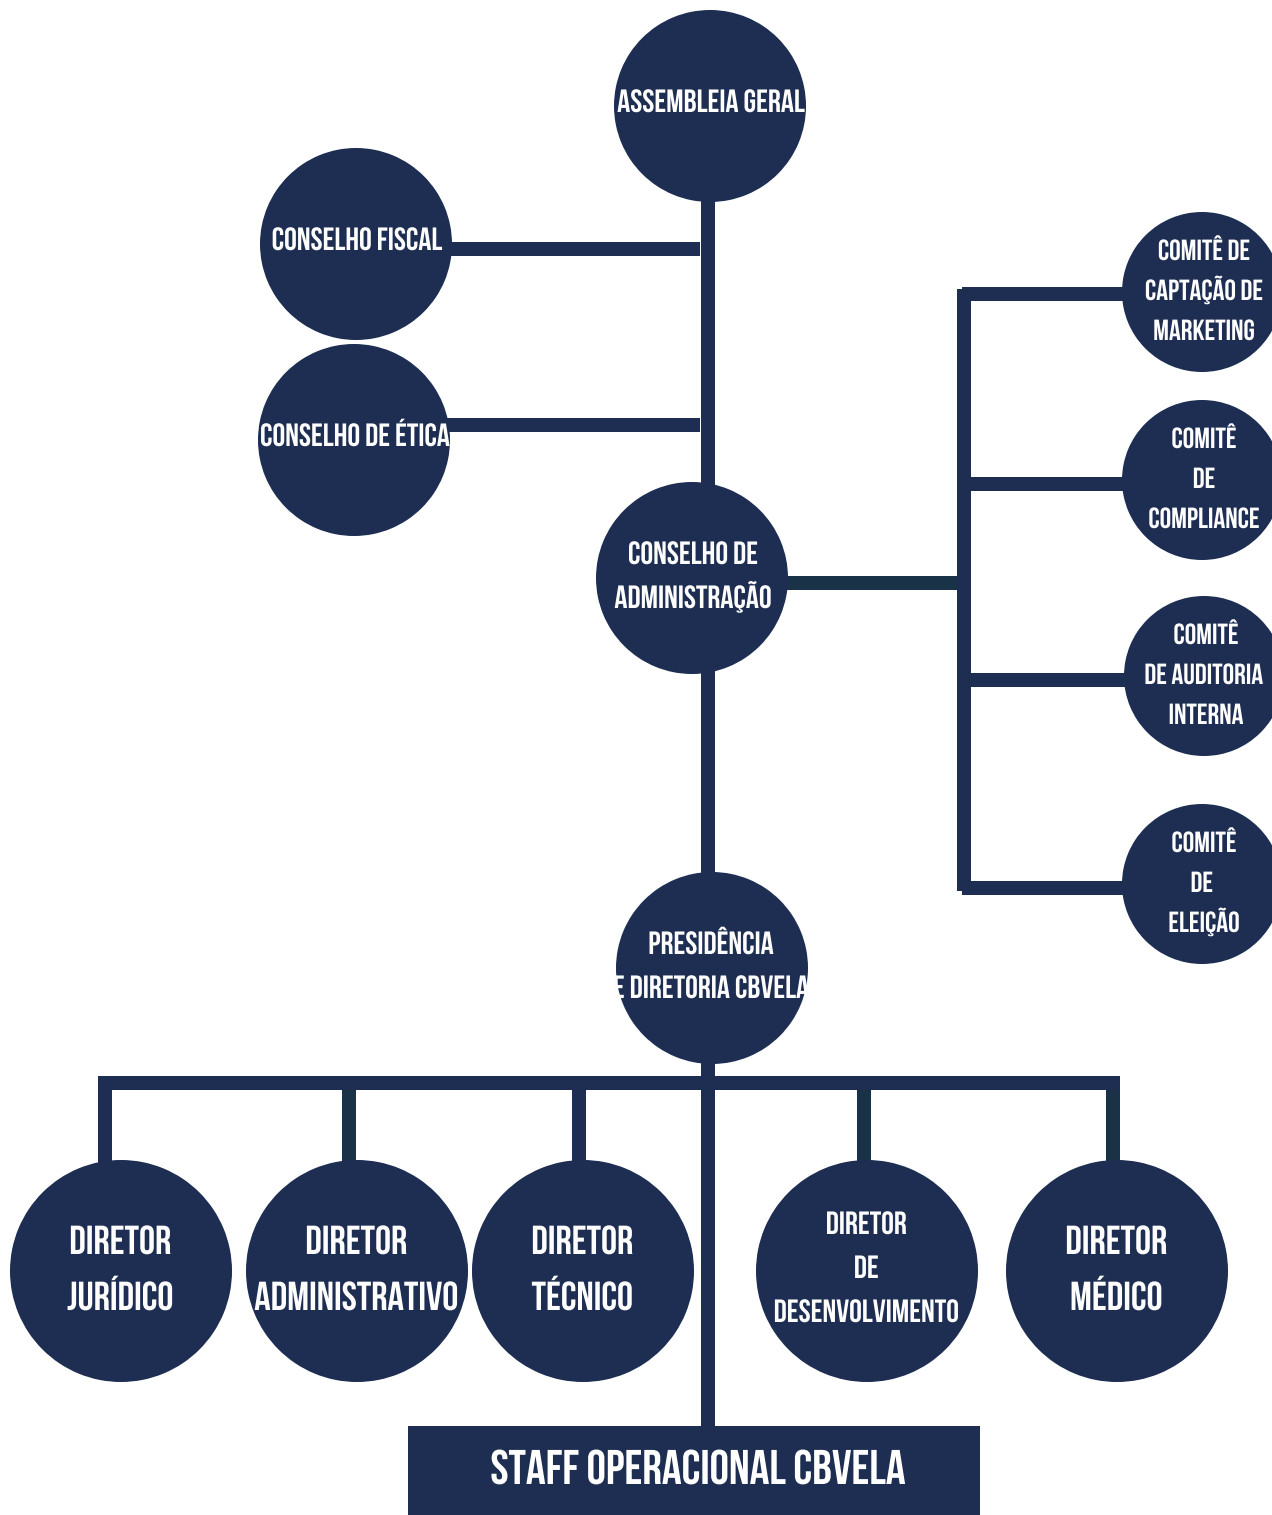 ASSEMBLEIA GERAL
CONSELHO FISCAL
CONSELHO DE ÉTICA
CONSELHO DE
ADMINISTRAÇÃO
COMITÊ DE
CAPTAÇÃO DE
MARKETING
COMITÊ
DE
COMPLIANCE
COMITÊ
DE AUDITORIA
INTERNA
COMITÊ
DE
ELEIÇÃO
PRESIDÊNCIA
E DIRETORIA CBVELA
DIRETOR
JURÍDICO
DIRETOR
ADMINISTRATIVO
DIRETOR
TÉCNICO
DIRETOR
DE
DESENVOLVIMENTO
DIRETOR
MÉDICO
STAFF OPERACIONAL CBVELA